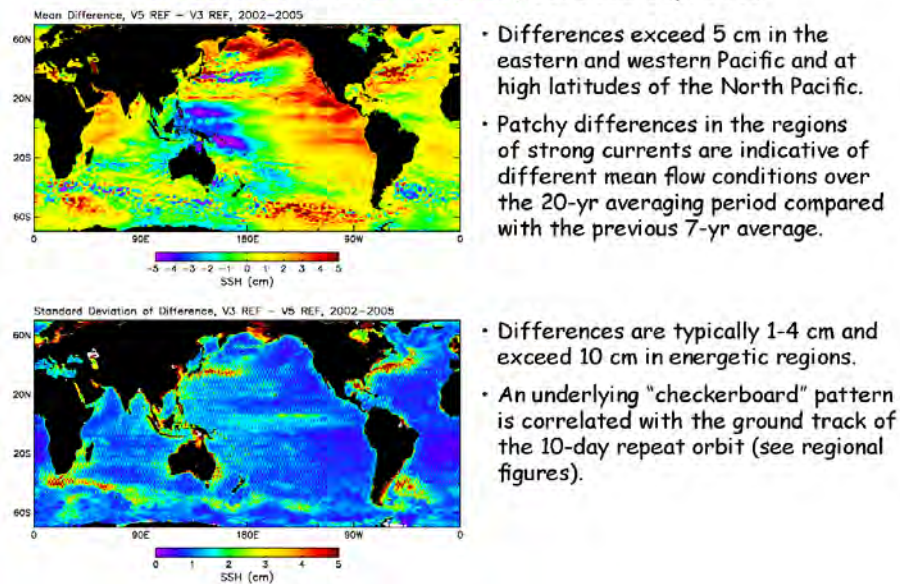 Mean Difference, V5 REF – V3 REF, 2002–2005
60N
20N
20S
60S
0 90E 180E 90W 0
-5 -4 -3 -2 -1 0 1 2 3 4 5
SSH (cm)
• Differences exceed 5 cm in the
eastern and western Pacific and at
high latitudes of the North Pacific.
• Patchy differences in the regions
of strong currents are indicative of
different mean flow conditions over
the 20-yr averaging period compared
with the previous 7-yr average.
Standard Deviation of Difference, V3 REF – V5 REF, 2002–2005
60N
20N
20S
60S
0 90E 180E 90W 0
0 1 2 3 4 5
SSH (cm)
• Differences are typically 1-4 cm and
exceed 10 cm in energetic regions.
• An underlying "checkerboard" pattern
is correlated with the ground track of
the 10-day repeat orbit (see regional
figures).